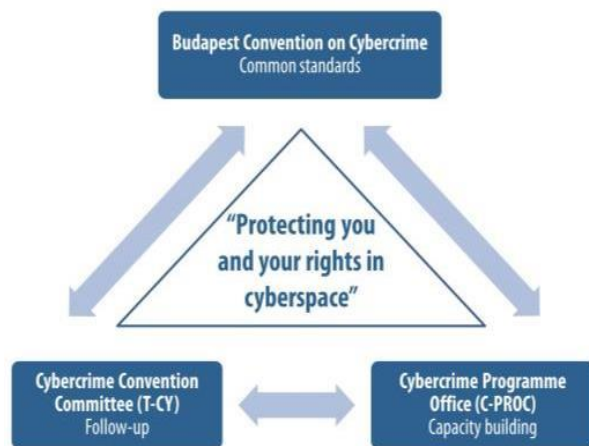 Budapest Convention on Cybercrime
Common standards
“Protecting you
and your rights in
cyberspace”
Cybercrime Convention
Committee (T-CY)
Follow-up
Cybercrime Programme
Office (C-PROC)
Capacity building